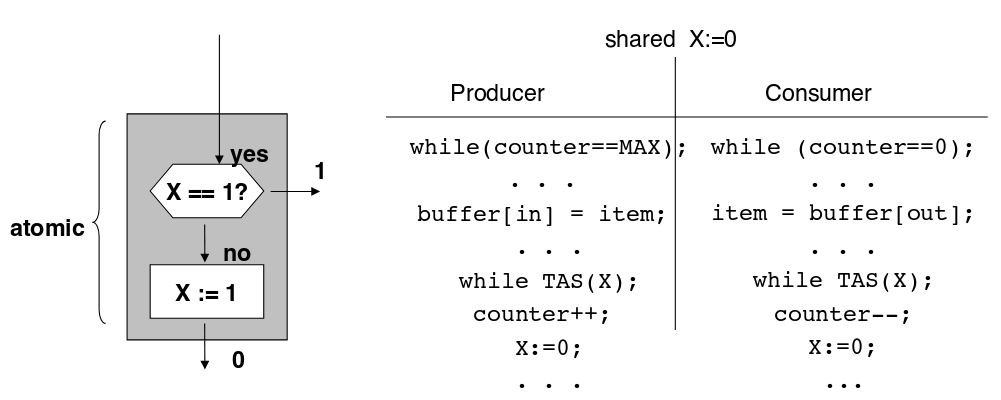 yes
1
X == 1?
atomic
no
X := 1
0
shared X:=0
Producer
while(counter==MAX);
. . .
buffer[in] = item;
. . .
while TAS(X);
counter++;
X:=0;
. . .
Consumer
while (counter==0);
. . .
item = buffer[out];
. . .
while TAS(X);
counter--;
X:=0;
...